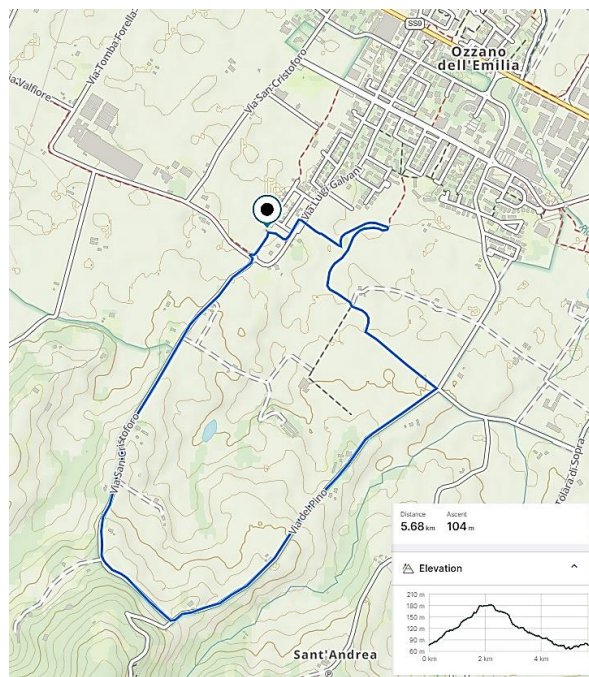 SS9
Ozzano
dell'Emilia
Via Tomba Forella
Via Valfiore
Via San Cristoforo
Via Luigi Galvani
Via San Cristoforo
Via del Pino
Tolara di Sopra
Sant'Andrea
Distance
5.68 km
Ascent
104 m
Elevation
210 m
180 m
150 m
120 m
90 m
60 m
0 km
2 km
4 km